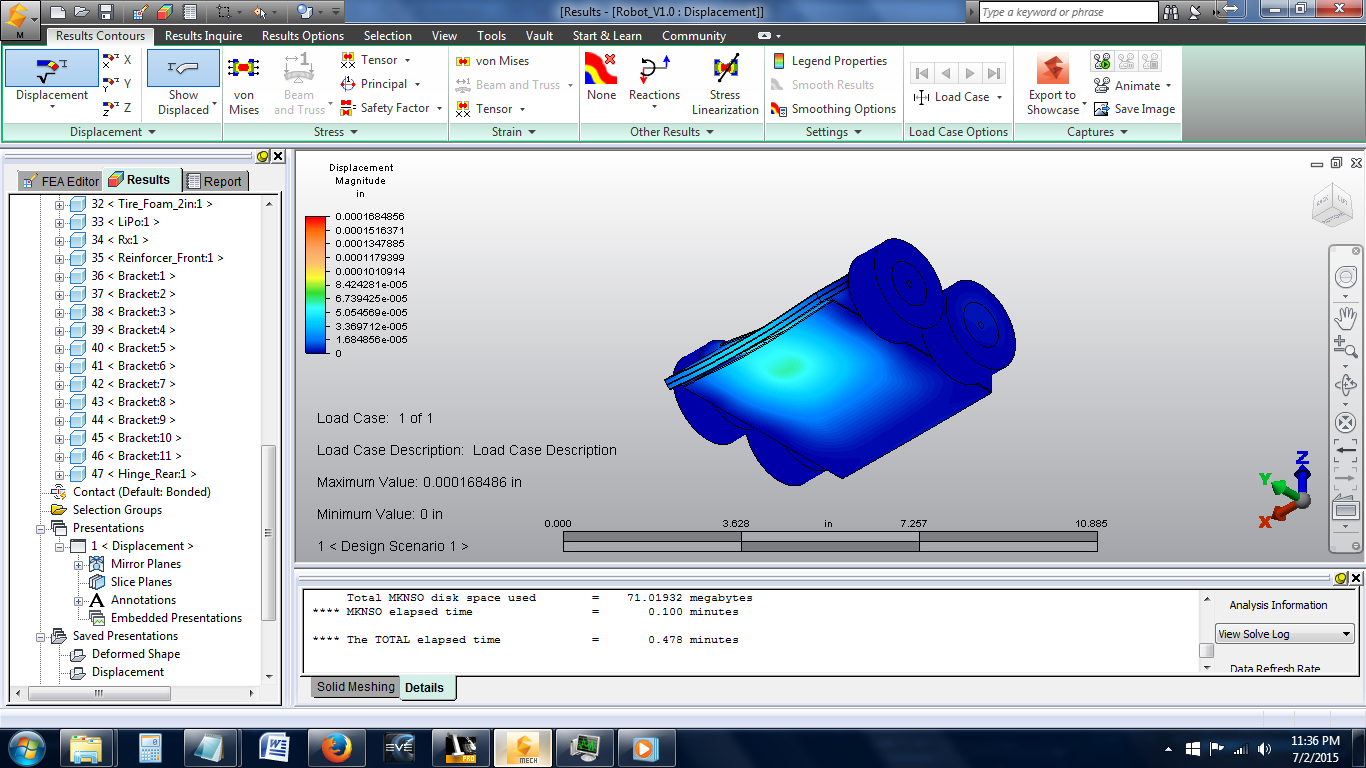 [Results - [Robot_V1.0 : Displacement]]
Type a keyword or phrase
M
Results Contours Results Inquire Results Options Selection View Tools Vault Start & Learn Community
Displacement
X
Y
Z
Show Displaced
Displacement
von Mises
Beam and Truss
Tensor
Principal
Safety Factor
Stress
von Mises
Beam and Truss
Tensor
Strain
None
Reactions
Stress Linearization
Other Results
Legend Properties
Smooth Results
Smoothing Options
Settings
Load Case
Load Case Options
Export to Showcase
Animate
Save Image
Captures
FEA Editor Results Report
32 < Tire_Foam_2in:1 >
33 < LiPo:1 >
34 < Rx:1 >
35 < Reinforcer_Front:1 >
36 < Bracket:1 >
37 < Bracket:2 >
38 < Bracket:3 >
39 < Bracket:4 >
40 < Bracket:5 >
41 < Bracket:6 >
42 < Bracket:7 >
43 < Bracket:8 >
44 < Bracket:9 >
45 < Bracket:10 >
46 < Bracket:11 >
47 < Hinge_Rear:1 >
Contact (Default: Bonded)
Selection Groups
Presentations
1 < Displacement >
Mirror Planes
Slice Planes
Annotations
Embedded Presentations
Saved Presentations
Deformed Shape
Displacement
Displacement
Magnitude
in
0.0001684856
0.0001516371
0.0001347885
0.0001179399
0.0001010914
8.424281e-005
6.739425e-005
5.054569e-005
3.369712e-005
1.684856e-005
0
Load Case: 1 of 1
Load Case Description: Load Case Description
Maximum Value: 0.000168486 in
Minimum Value: 0 in
1 < Design Scenario 1 >
0.000 3.628 in 7.257 10.885
Z
Y
X
Total MKNSO disk space used = 71.01932 megabytes
**** MKNSO elapsed time = 0.100 minutes
**** The TOTAL elapsed time = 0.478 minutes
Analysis Information
View Solve Log
Data Refresh Rate
Solid Meshing Details
EVE
PRO
MECH
11:36 PM
7/2/2015